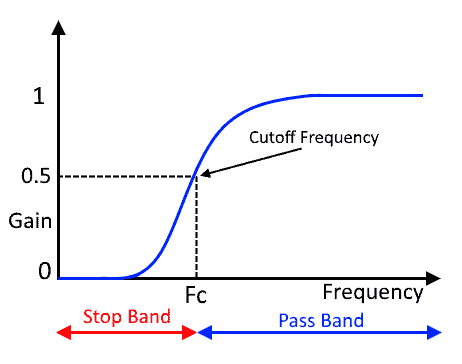 1
Cutoff Frequency
0.5
Gain
0
Fc
Frequency
Stop Band
Pass Band